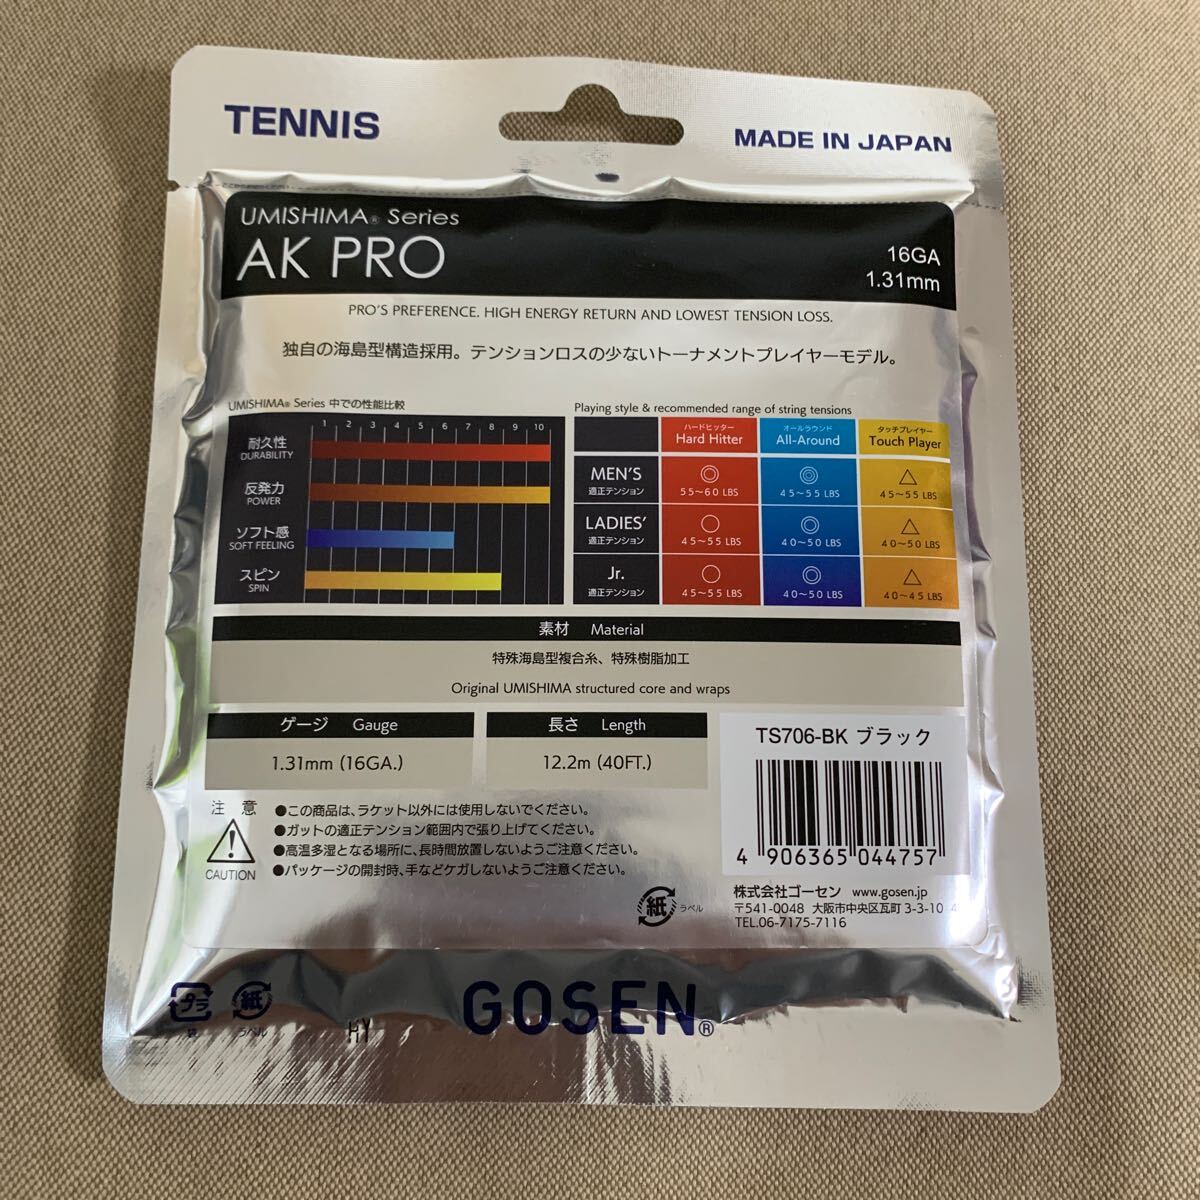 TENNIS
MADE IN JAPAN
UMISHIMA® Series
AK PRO
16GA
1.31mm
PRO'S PREFERENCE. HIGH ENERGY RETURN AND LOWEST TENSION LOSS.
独自の海島型構造採用。テンションロスの少ないトーナメントプレイヤーモデル。
UMISHIMA® Series 中での性能比較
1 2 3 4 5 6 7 8 9 10
耐久性
DURABILITY
反発力
POWER
ソフト感
SOFT FEELING
スピン
SPIN
Playing style & recommended range of string tensions
ハードヒッター オールラウンド タッチプレイヤー
Hard Hitter All-Around Touch Player
MEN'S ◎ ◎ △
適正テンション 55～60 LBS 45～55 LBS 45～55 LBS
LADIES' ○ ◎ △
適正テンション 45～55 LBS 40～50 LBS 40～50 LBS
Jr. ○ ◎ △
適正テンション 45～55 LBS 40～50 LBS 40～45 LBS
素材 Material
特殊海島型複合糸、特殊樹脂加工
Original UMISHIMA structured core and wraps
ゲージ Gauge
1.31mm (16GA.)
長さ Length
12.2m (40FT.)
TS706-BK ブラック
4 906365 044757
注意
CAUTION
●この商品は、ラケット以外には使用しないでください。
●ガットの適正テンション範囲内で張り上げてください。
●高温多湿となる場所に、長時間放置しないようご注意ください。
●パッケージの開封時、手などケガしないようご注意ください。
紙 ラベル
株式会社ゴーセン www.gosen.jp
〒541-0048 大阪市中央区瓦町 3-3-10-4
TEL.06-7175-7116
プラ
袋
紙
ラベル
HY
GOSEN®